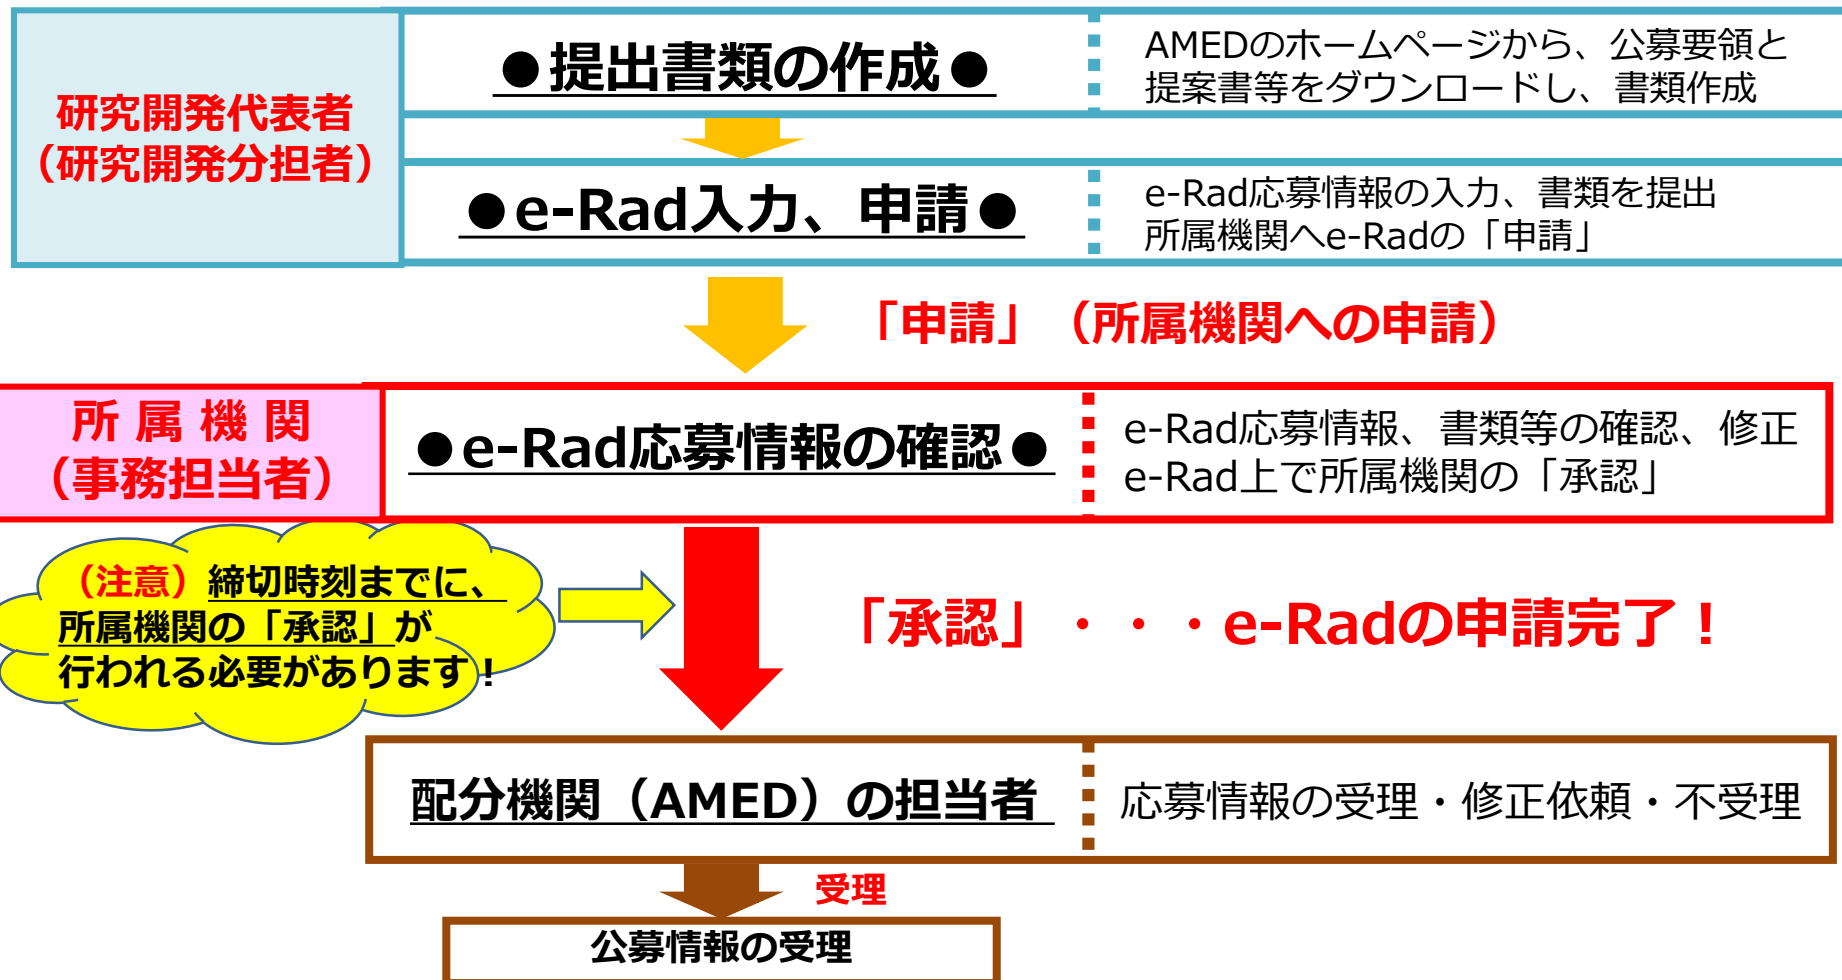 研究開発代表者
（研究開発分担者）
●提出書類の作成●
AMEDのホームページから、公募要領と
提案書等をダウンロードし、書類作成
●e-Rad入力、申請●
e-Rad応募情報の入力、書類を提出
所属機関へe-Radの「申請」
「申請」（所属機関への申請）
所属機関
（事務担当者）
●e-Rad応募情報の確認●
e-Rad応募情報、書類等の確認、修正
e-Rad上で所属機関の「承認」
（注意）締切時刻までに、
所属機関の「承認」が
行われる必要があります！
「承認」・・・e-Radの申請完了！
配分機関（AMED）の担当者
応募情報の受理・修正依頼・不受理
受理
公募情報の受理